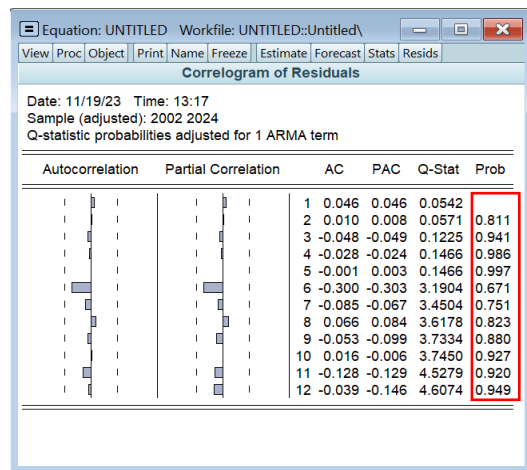 Equation: UNTITLED Workfile: UNTITLED::Untitled\
View Proc Object Print Name Freeze Estimate Forecast Stats Resids
Correlogram of Residuals
Date: 11/19/23 Time: 13:17
Sample (adjusted): 2002 2024
Q-statistic probabilities adjusted for 1 ARMA term
Autocorrelation Partial Correlation AC PAC Q-Stat Prob
1 0.046 0.046 0.0542
2 0.010 0.008 0.0571 0.811
3 -0.048 -0.049 0.1225 0.941
4 -0.028 -0.024 0.1466 0.986
5 -0.001 0.003 0.1466 0.997
6 -0.300 -0.303 3.1904 0.671
7 -0.085 -0.067 3.4504 0.751
8 0.066 0.084 3.6178 0.823
9 -0.053 -0.099 3.7334 0.880
10 0.016 -0.006 3.7450 0.927
11 -0.128 -0.129 4.5279 0.920
12 -0.039 -0.146 4.6074 0.949